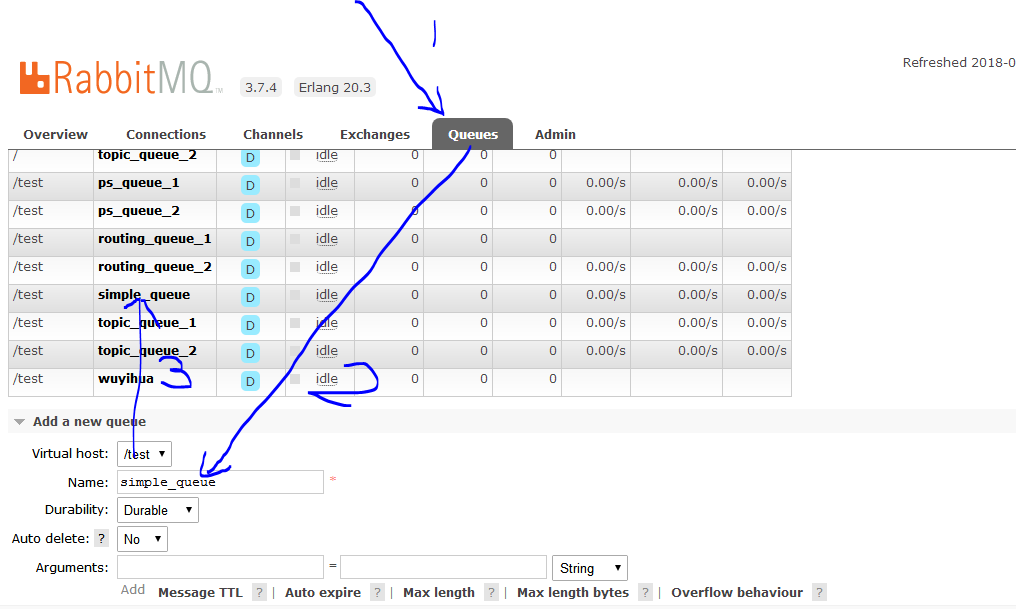 1
Refreshed 2018-0
RabbitMQ™ 3.7.4 Erlang 20.3
Overview Connections Channels Exchanges Queues Admin
/ topic_queue_2 D idle 0 0 0
/test ps_queue_1 D idle 0 0 0 0.00/s 0.00/s 0.00/s
/test ps_queue_2 D idle 0 0 0 0.00/s 0.00/s 0.00/s
/test routing_queue_1 D idle 0 0 0
/test routing_queue_2 D idle 0 0 0 0.00/s 0.00/s 0.00/s
/test simple_queue D idle 0 0 0 0.00/s 0.00/s 0.00/s
/test topic_queue_1 D idle 0 0 0 0.00/s 0.00/s 0.00/s
/test topic_queue_2 D idle 0 0 0 0.00/s 0.00/s 0.00/s
3
/test wuyihua D idle 0 0 0
Add a new queue
Virtual host: /test
Name: simple_queue *
Durability: Durable
Auto delete: ? No
Arguments: = String
Add Message TTL ? | Auto expire ? | Max length ? | Max length bytes ? | Overflow behaviour ?